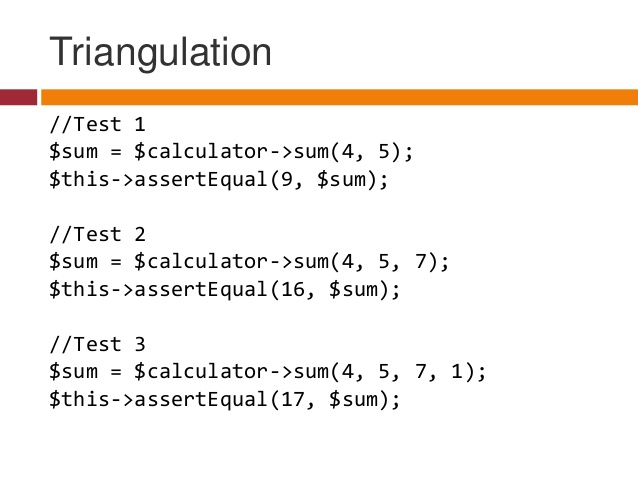 Triangulation
//Test 1
$sum = $calculator->sum(4, 5);
$this->assertEqual(9, $sum);
//Test 2
$sum = $calculator->sum(4, 5, 7);
$this->assertEqual(16, $sum);
//Test 3
$sum = $calculator->sum(4, 5, 7, 1);
$this->assertEqual(17, $sum);